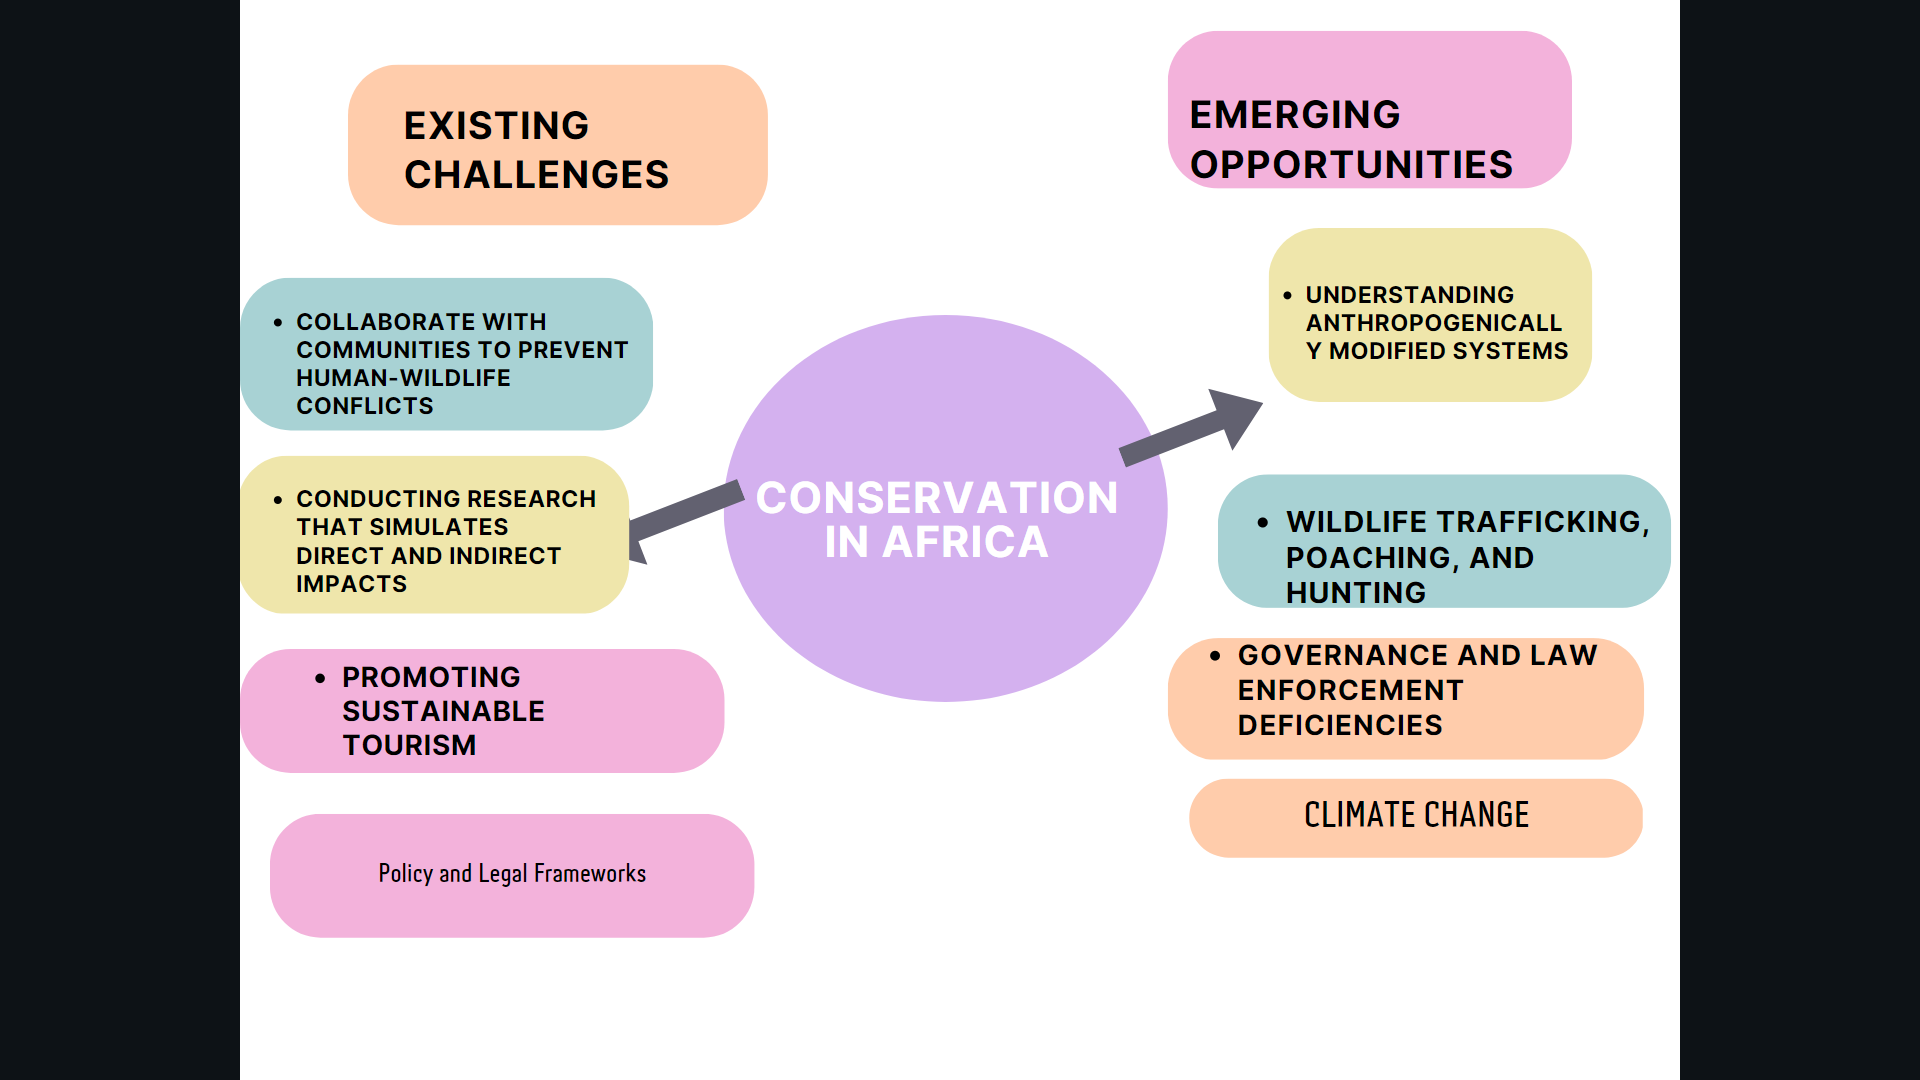 EXISTING
CHALLENGES
• COLLABORATE WITH
COMMUNITIES TO PREVENT
HUMAN-WILDLIFE
CONFLICTS
• CONDUCTING RESEARCH
THAT SIMULATES
DIRECT AND INDIRECT
IMPACTS
• PROMOTING
SUSTAINABLE
TOURISM
Policy and Legal Frameworks
CONSERVATION
IN AFRICA
EMERGING
OPPORTUNITIES
• UNDERSTANDING
ANTHROPOGENICALL
Y MODIFIED SYSTEMS
• WILDLIFE TRAFFICKING,
POACHING, AND
HUNTING
• GOVERNANCE AND LAW
ENFORCEMENT
DEFICIENCIES
CLIMATE CHANGE